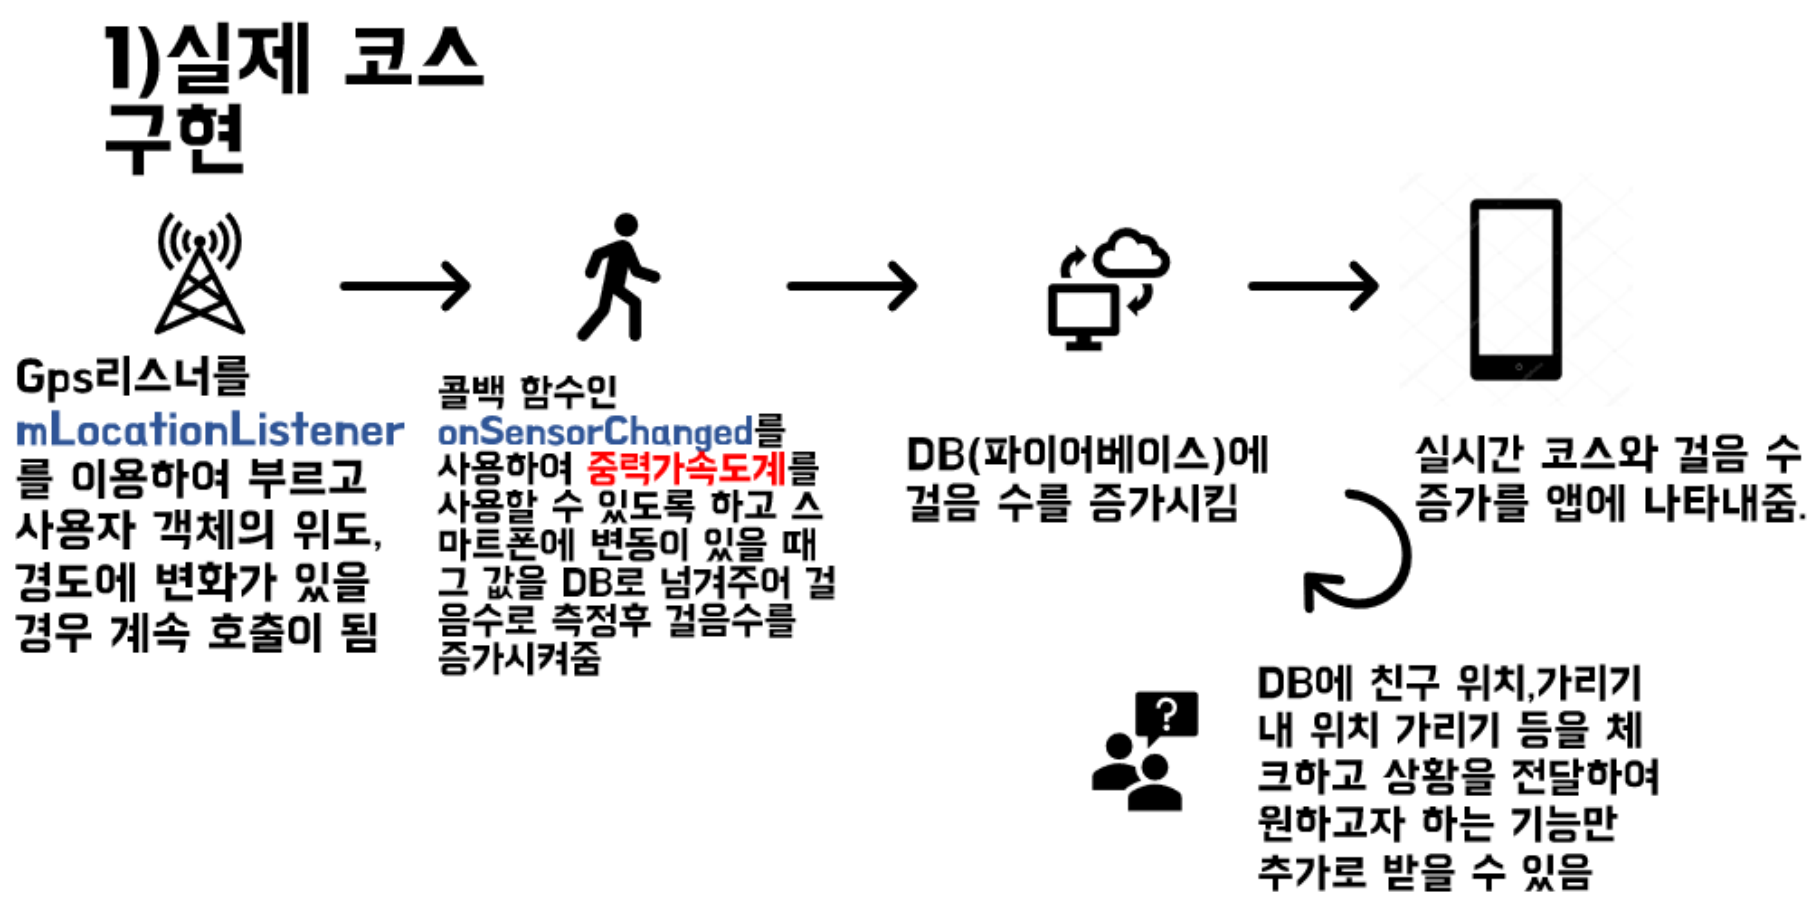 1)실제 코스
구현
Gps리스너를
mLocationListener
를 이용하여 부르고
사용자 객체의 위도,
경도에 변화가 있을
경우 계속 호출이 됨
콜백 함수인
onSensorChanged를
사용하여 중력가속도계를
사용할 수 있도록 하고 스
마트폰에 변동이 있을 때
그 값을 DB로 넘겨주어 걸
음수로 측정후 걸음수를
증가시켜줌
DB(파이어베이스)에
걸음 수를 증가시킴
실시간 코스와 걸음 수
증가를 앱에 나타내줌.
?
DB에 친구 위치,가리기
내 위치 가리기 등을 체
크하고 상황을 전달하여
원하고자 하는 기능만
추가로 받을 수 있음